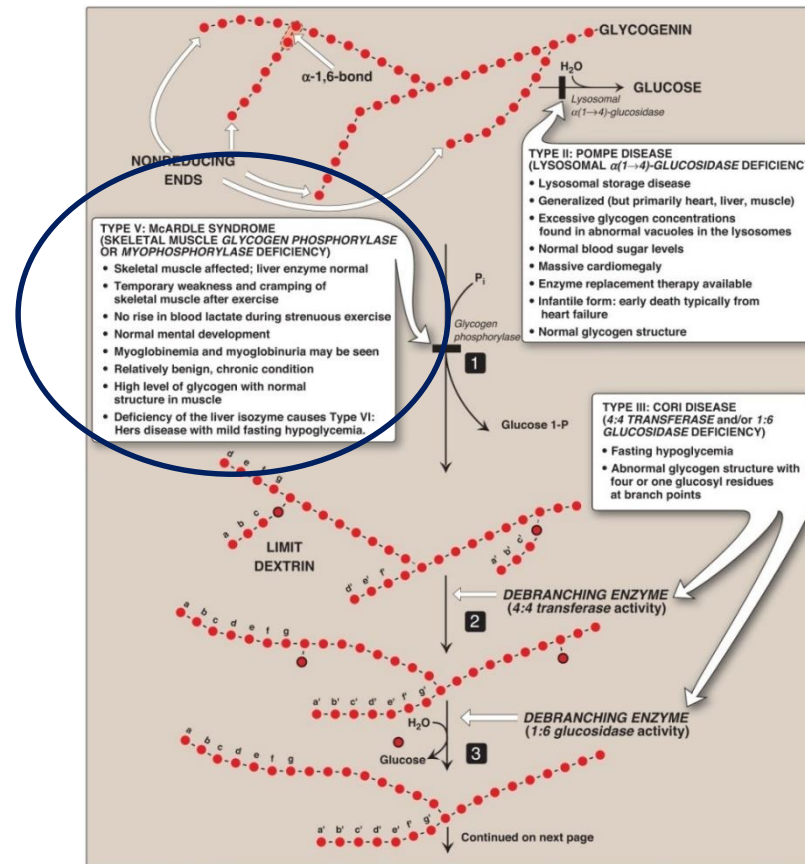 GLYCOGENIN
α-1,6-bond
H2O
GLUCOSE
Lysosomal
α(1→4)-glucosidase
NONREDUCING
ENDS
TYPE II: POMPE DISEASE
(LYSOSOMAL α(1→4)-GLUCOSIDASE DEFICIENC
• Lysosomal storage disease
• Generalized (but primarily heart, liver, muscle)
• Excessive glycogen concentrations
found in abnormal vacuoles in the lysosomes
• Normal blood sugar levels
• Massive cardiomegaly
• Enzyme replacement therapy available
• Infantile form: early death typically from
heart failure
• Normal glycogen structure
TYPE V: McARDLE SYNDROME
(SKELETAL MUSCLE GLYCOGEN PHOSPHORYLASE
OR MYOPHOSPHORYLASE DEFICIENCY)
• Skeletal muscle affected; liver enzyme normal
• Temporary weakness and cramping of
skeletal muscle after exercise
• No rise in blood lactate during strenuous exercise
• Normal mental development
• Myoglobinemia and myoglobinuria may be seen
• Relatively benign, chronic condition
• High level of glycogen with normal
structure in muscle
• Deficiency of the liver isozyme causes Type VI:
Hers disease with mild fasting hypoglycemia.
Pi
Glycogen
phosphorylase
1
Glucose 1-P
TYPE III: CORI DISEASE
(4:4 TRANSFERASE and/or 1:6
GLUCOSIDASE DEFICIENCY)
• Fasting hypoglycemia
• Abnormal glycogen structure with
four or one glucosyl residues
at branch points
d' e f g
a b c
LIMIT
DEXTRIN
a' b' c'
d' e' f'
2
DEBRANCHING ENZYME
(4:4 transferase activity)
a b c d e f g
a' b' c' d' e' f' g'
H2O
Glucose
3
DEBRANCHING ENZYME
(1:6 glucosidase activity)
a b c d e f g
a' b' c' d' e' f' g'
Continued on next page